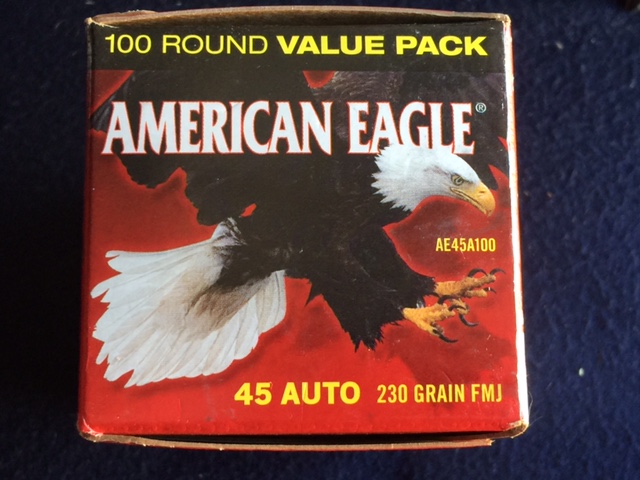 100 ROUND VALUE PACK
AMERICAN EAGLE®
AE45A100
45 AUTO 230 GRAIN FMJ